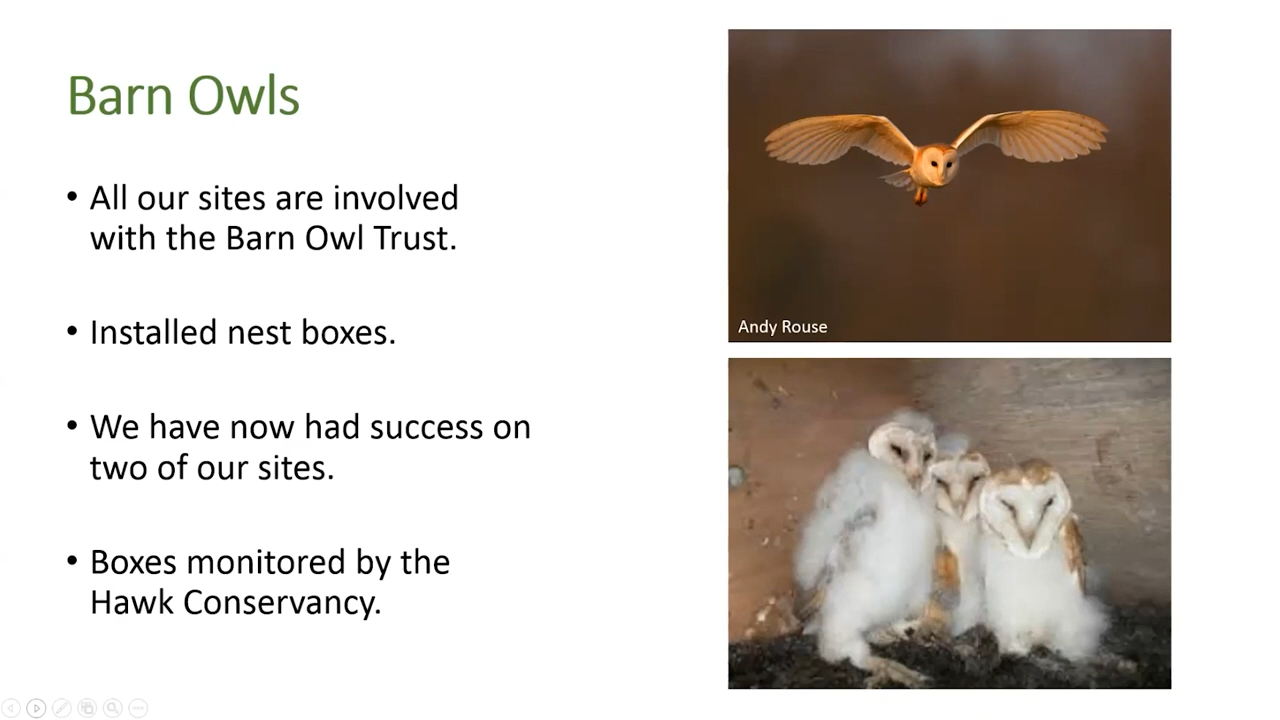 Barn Owls
• All our sites are involved
with the Barn Owl Trust.
• Installed nest boxes.
• We have now had success on
two of our sites.
• Boxes monitored by the
Hawk Conservancy.
Andy Rouse